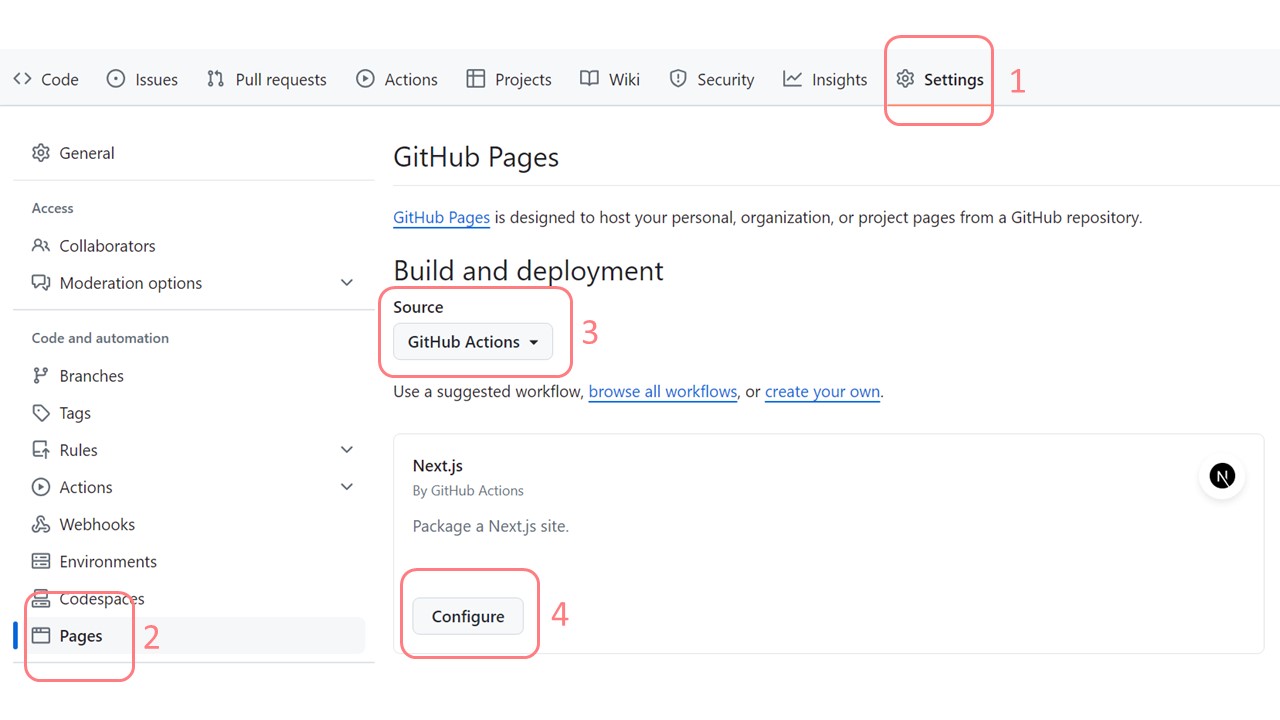 Code Issues Pull requests Actions Projects Wiki Security Insights Settings 1
General
Access
Collaborators
Moderation options
Code and automation
Branches
Tags
Rules
Actions
Webhooks
Environments
Codespaces
Pages 2
GitHub Pages
GitHub Pages is designed to host your personal, organization, or project pages from a GitHub repository.
Build and deployment
Source
GitHub Actions 3
Use a suggested workflow, browse all workflows, or create your own.
Next.js
By GitHub Actions
N
Package a Next.js site.
Configure 4